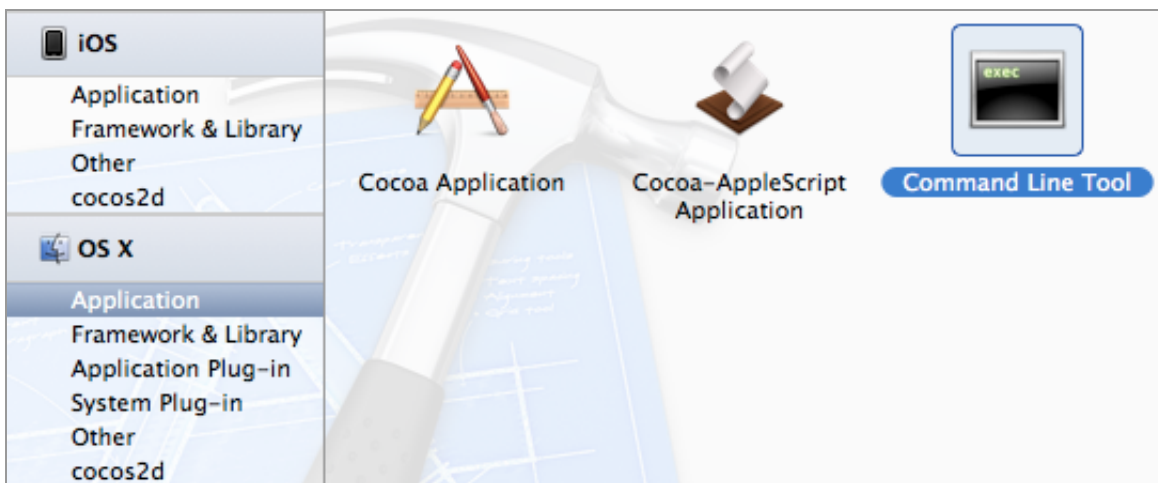 iOS
Application
Framework & Library
Other
cocos2d
OS X
Application
Framework & Library
Application Plug-in
System Plug-in
Other
cocos2d
exec
Cocoa Application
Cocoa-AppleScript
Application
Command Line Tool